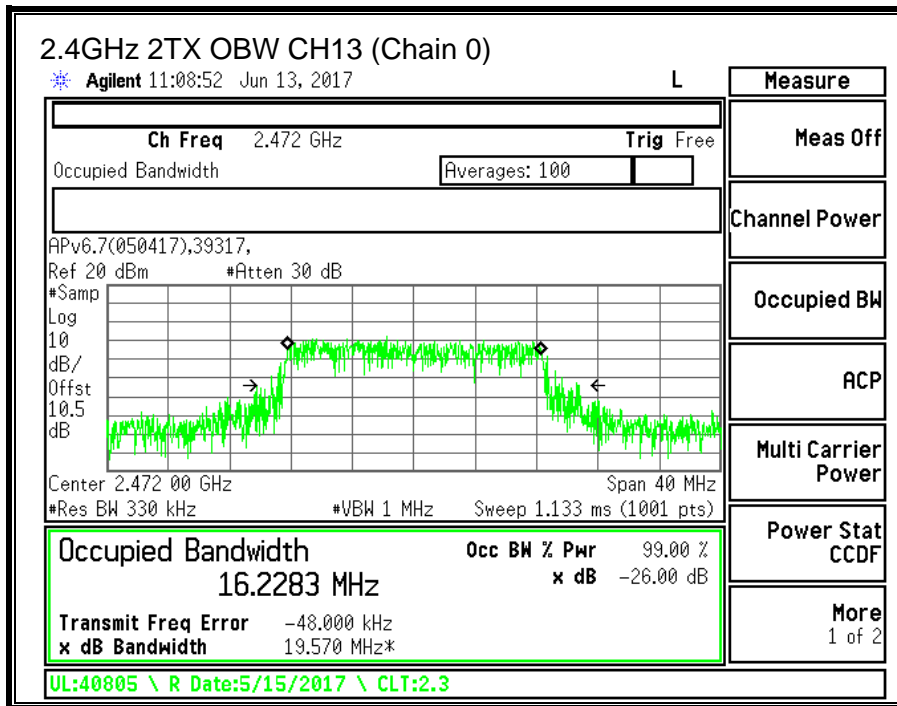 2.4GHz 2TX OBW CH13 (Chain 0)
Agilent 11:08:52 Jun 13, 2017 L
Measure
Ch Freq 2.472 GHz Trig Free
Meas Off
Occupied Bandwidth Averages: 100
Channel Power
APv6.7(050417),39317,
Ref 20 dBm #Atten 30 dB
#Samp
Log
10
dB/
Offst
10.5
dB
Occupied BW
ACP
Multi Carrier
Power
Center 2.472 00 GHz Span 40 MHz
#Res BW 330 kHz #VBW 1 MHz Sweep 1.133 ms (1001 pts)
Power Stat
CCDF
Occupied Bandwidth
16.2283 MHz
Occ BW % Pwr 99.00 %
x dB -26.00 dB
Transmit Freq Error -48.000 kHz
x dB Bandwidth 19.570 MHz*
More
1 of 2
UL:40805 \ R Date:5/15/2017 \ CLT:2.3